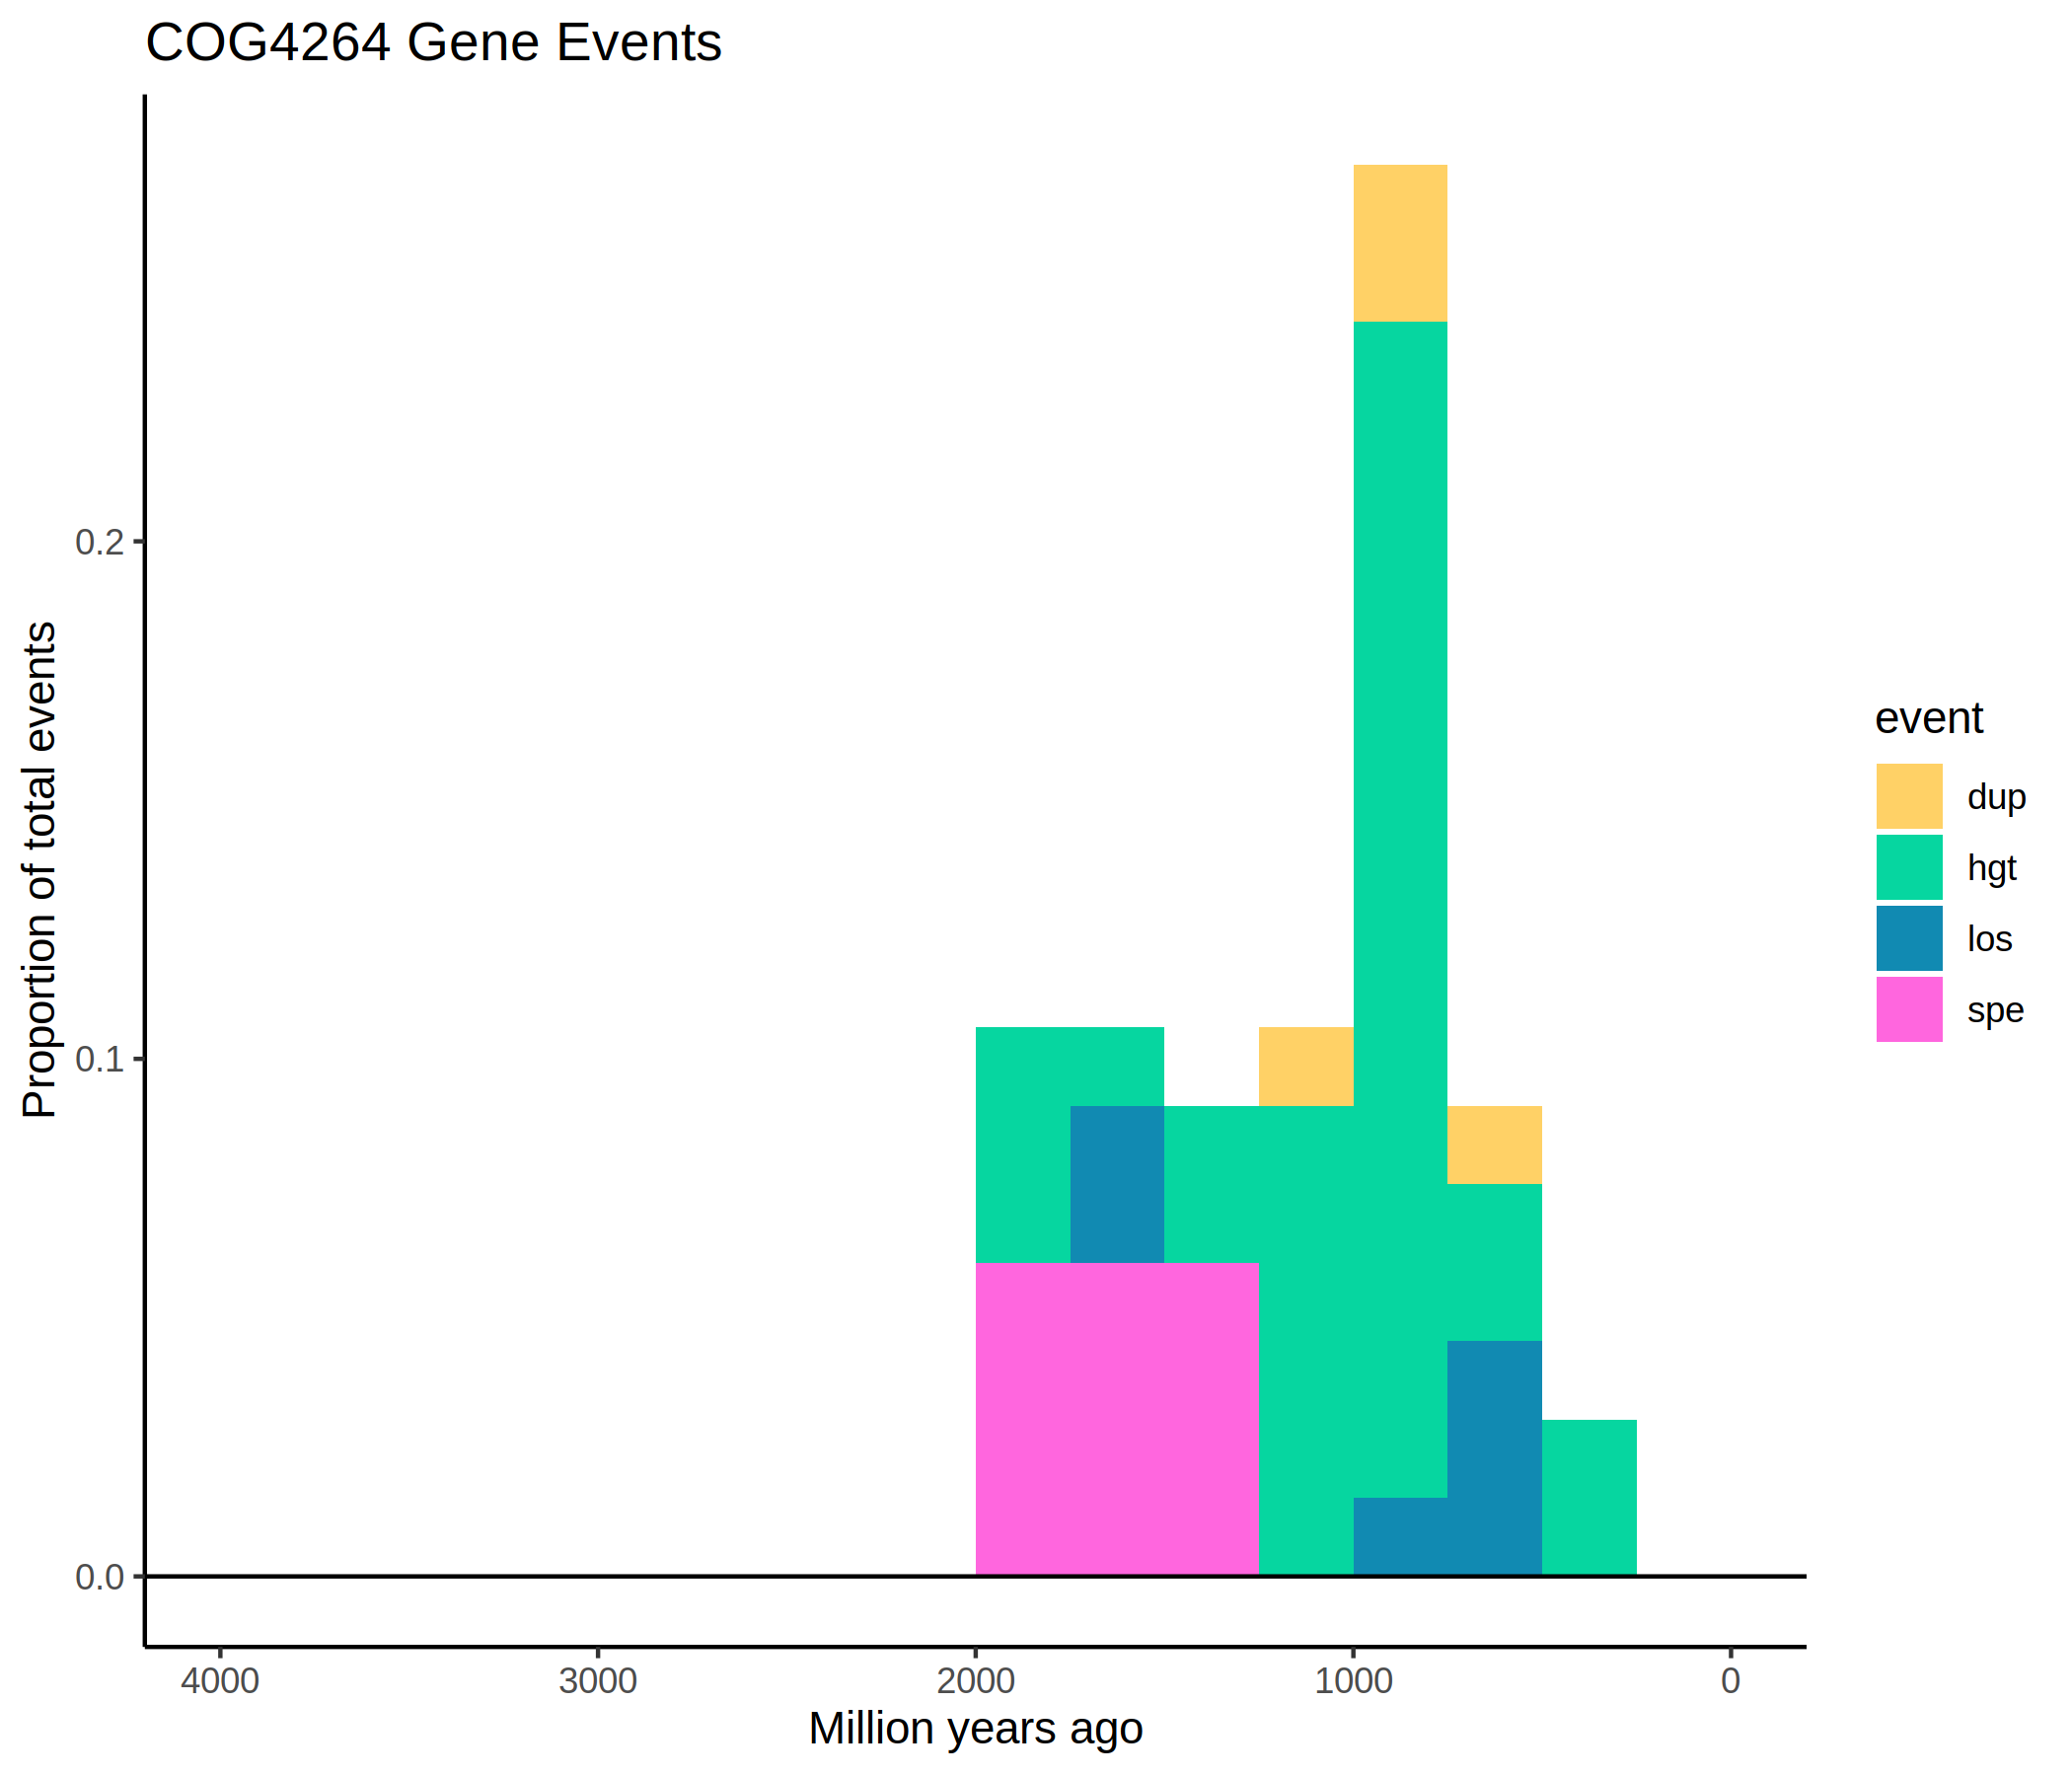 COG4264 Gene Events
Proportion of total events
0.2
0.1
0.0
4000
3000
2000
1000
0
Million years ago
event
dup
hgt
los
spe